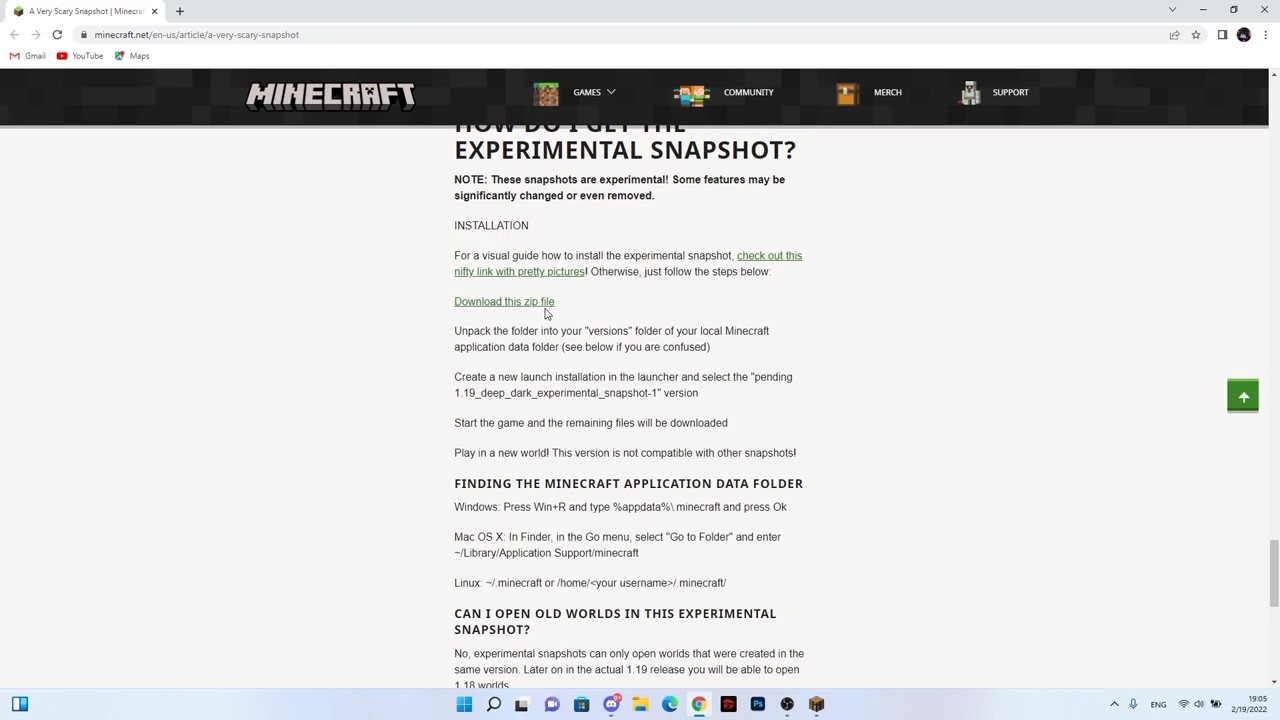 A Very Scary Snapshot | Minecraf
minecraft.net/en-us/article/a-very-scary-snapshot
Gmail
YouTube
Maps
MINECRAFT
GAMES
COMMUNITY
MERCH
SUPPORT
HOW DO I GET THE
EXPERIMENTAL SNAPSHOT?
NOTE: These snapshots are experimental! Some features may be
significantly changed or even removed.
INSTALLATION
For a visual guide how to install the experimental snapshot, check out this
nifty link with pretty pictures! Otherwise, just follow the steps below:
Download this zip file
Unpack the folder into your "versions" folder of your local Minecraft
application data folder (see below if you are confused)
Create a new launch installation in the launcher and select the "pending
1.19_deep_dark_experimental_snapshot-1" version
Start the game and the remaining files will be downloaded
Play in a new world! This version is not compatible with other snapshots!
FINDING THE MINECRAFT APPLICATION DATA FOLDER
Windows: Press Win+R and type %appdata%\.minecraft and press Ok
Mac OS X: In Finder, in the Go menu, select "Go to Folder" and enter
~/Library/Application Support/minecraft
Linux: ~/.minecraft or /home/<your username>/.minecraft/
CAN I OPEN OLD WORLDS IN THIS EXPERIMENTAL
SNAPSHOT?
No, experimental snapshots can only open worlds that were created in the
same version. Later on in the actual 1.19 release you will be able to open
1.18 worlds.
Ps
ENG
19:05
2/19/2022